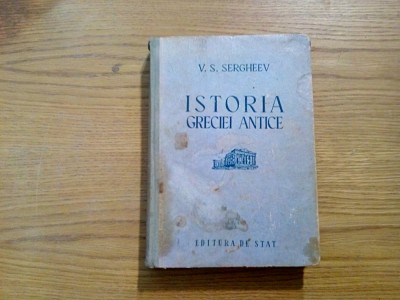 V. S. SERGHEEV
ISTORIA
GRECIEI ANTICE
EDITURA DE STAT